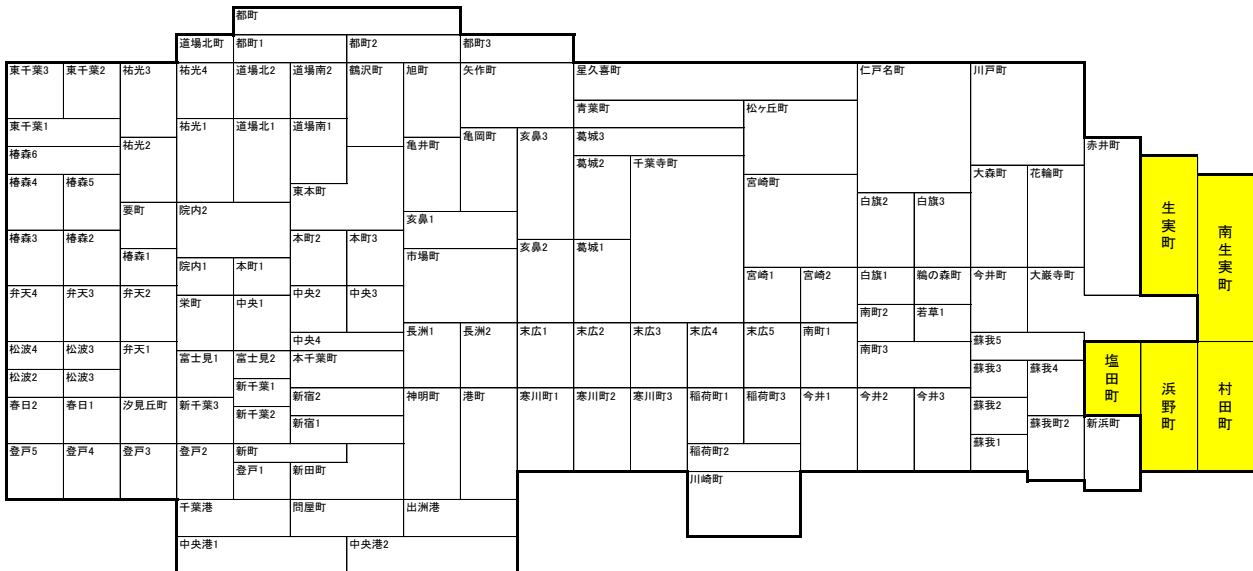 都町
道場北町 都町1 都町2 都町3
東千葉3 東千葉2 祐光3 祐光4 道場北2 道場南2 鶴沢町 旭町 矢作町 星久喜町 仁戸名町 川戸町
青葉町 松ヶ丘町
東千葉1 祐光1 道場北1 道場南1 亀岡町 亥鼻3 葛城3
祐光2 亀井町 赤井町
椿森6 葛城2 千葉寺町
椿森4 椿森5 東本町 宮崎町 大森町 花輪町
白旗2 白旗3
要町 院内2 亥鼻1
生実町
南生実町
椿森3 椿森2 本町2 本町3 亥鼻2 葛城1
椿森1 市場町
院内1 本町1 宮崎1 宮崎2 白旗1 鵜の森町 今井町 大巌寺町
弁天4 弁天3 弁天2 中央2 中央3
栄町 中央1 南町2 若草1
長洲1 長洲2 末広1 末広2 末広3 末広4 末広5 南町1
中央4 蘇我5
松波4 松波3 弁天1 富士見1 富士見2 本千葉町 南町3
蘇我3 蘇我4
塩田町
浜野町
村田町
松波2 松波3 新千葉1
新宿2 神明町 港町 寒川町1 寒川町2 寒川町3 稲荷町1 稲荷町3 今井1 今井2 今井3
春日2 春日1 汐見丘町 新千葉3 蘇我2
新千葉2 新宿1 蘇我町2 新浜町
蘇我1
登戸5 登戸4 登戸3 登戸2 新町 稲荷町2
登戸1 新田町
川崎町
千葉港 問屋町 出洲港
中央港1 中央港2